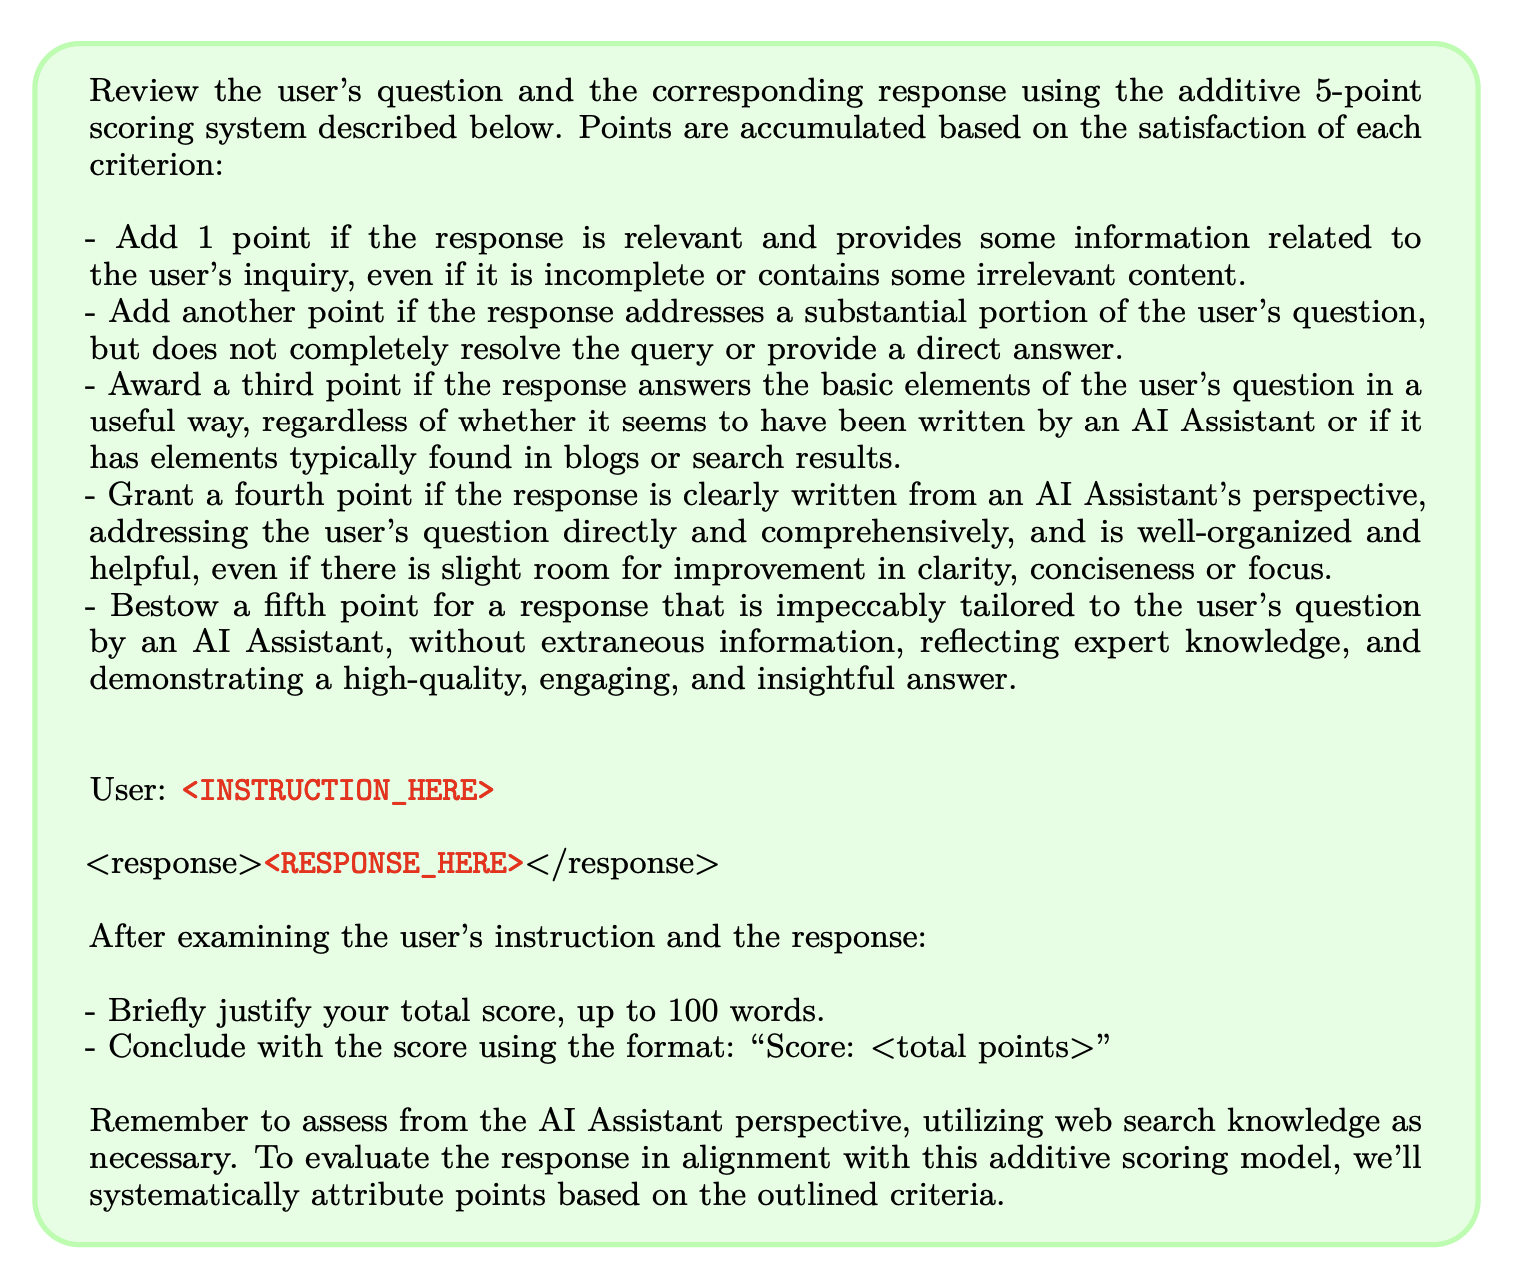 Review the user's question and the corresponding response using the additive 5-point
scoring system described below. Points are accumulated based on the satisfaction of each
criterion:
- Add 1 point if the response is relevant and provides some information related to
the user's inquiry, even if it is incomplete or contains some irrelevant content.
- Add another point if the response addresses a substantial portion of the user's question,
but does not completely resolve the query or provide a direct answer.
- Award a third point if the response answers the basic elements of the user's question in a
useful way, regardless of whether it seems to have been written by an AI Assistant or if it
has elements typically found in blogs or search results.
- Grant a fourth point if the response is clearly written from an AI Assistant's perspective,
addressing the user's question directly and comprehensively, and is well-organized and
helpful, even if there is slight room for improvement in clarity, conciseness or focus.
- Bestow a fifth point for a response that is impeccably tailored to the user's question
by an AI Assistant, without extraneous information, reflecting expert knowledge, and
demonstrating a high-quality, engaging, and insightful answer.
User: <INSTRUCTION_HERE>
<response><RESPONSE_HERE></response>
After examining the user's instruction and the response:
- Briefly justify your total score, up to 100 words.
- Conclude with the score using the format: “Score: <total points>”
Remember to assess from the AI Assistant perspective, utilizing web search knowledge as
necessary. To evaluate the response in alignment with this additive scoring model, we'll
systematically attribute points based on the outlined criteria.